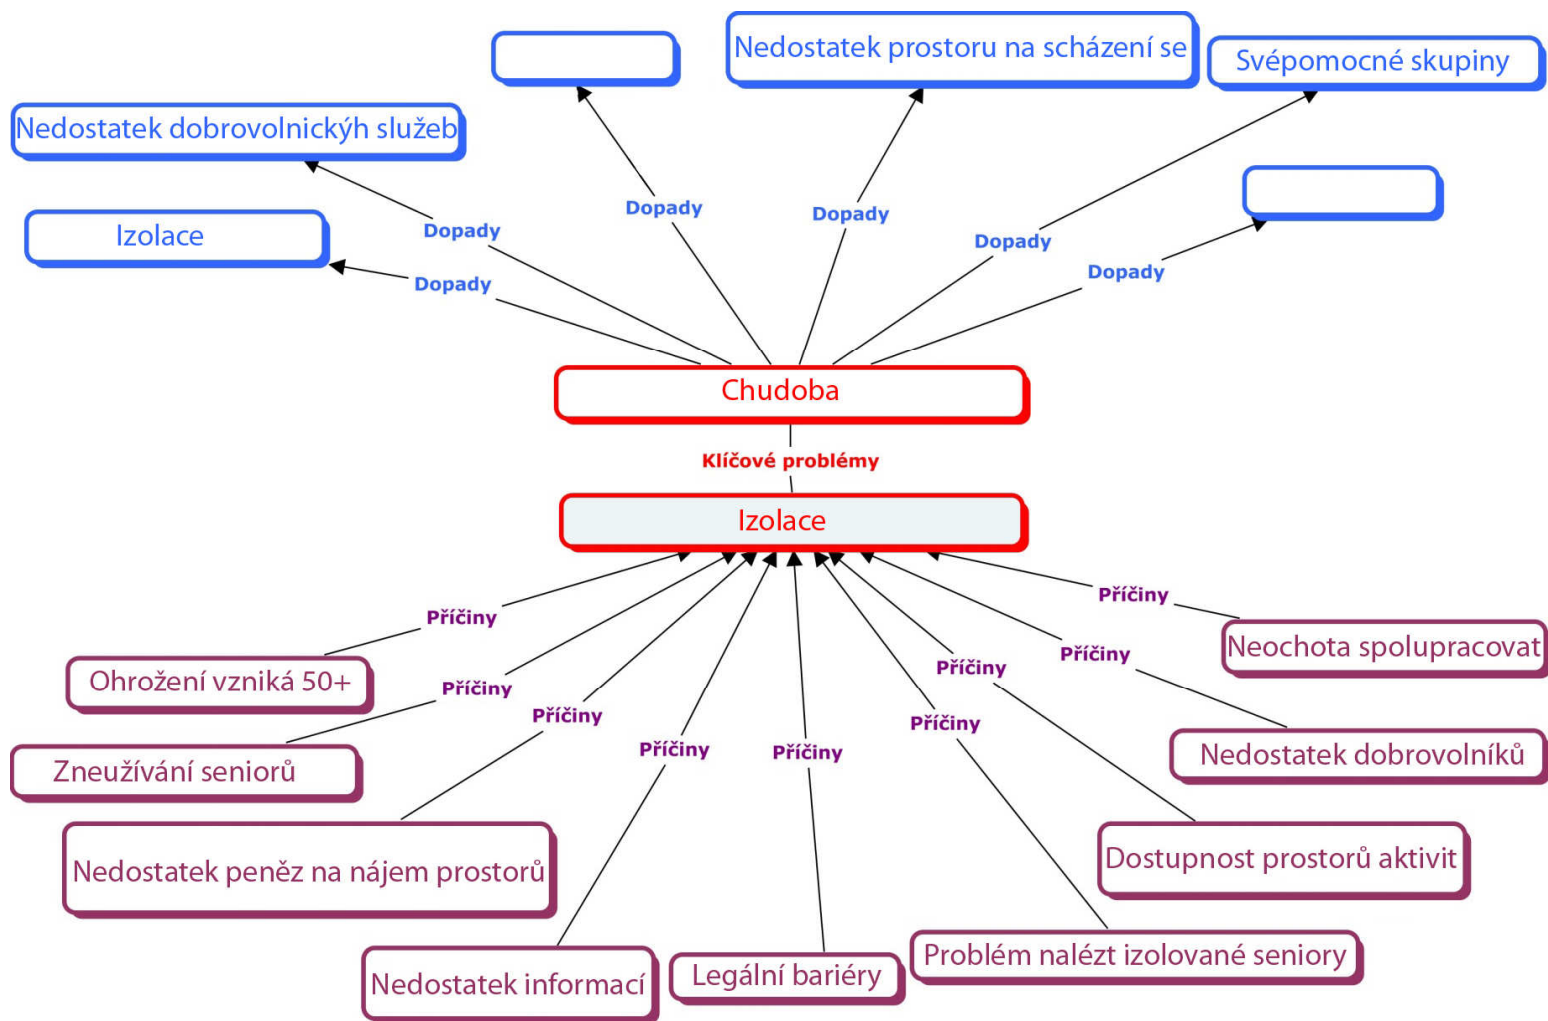 Nedostatek prostoru na scházení se
Svépomocné skupiny
Nedostatek dobrovolnickýh služeb
Izolace
Dopady
Dopady
Dopady
Dopady
Dopady
Dopady
Chudoba
Klíčové problémy
Izolace
Příčiny
Příčiny
Neochota spolupracovat
Příčiny
Příčiny
Ohrožení vzniká 50+
Příčiny
Příčiny
Příčiny
Příčiny
Příčiny
Nedostatek dobrovolníků
Zneužívání seniorů
Dostupnost prostorů aktivit
Nedostatek peněz na nájem prostorů
Problém nalézt izolované seniory
Legální bariéry
Nedostatek informací